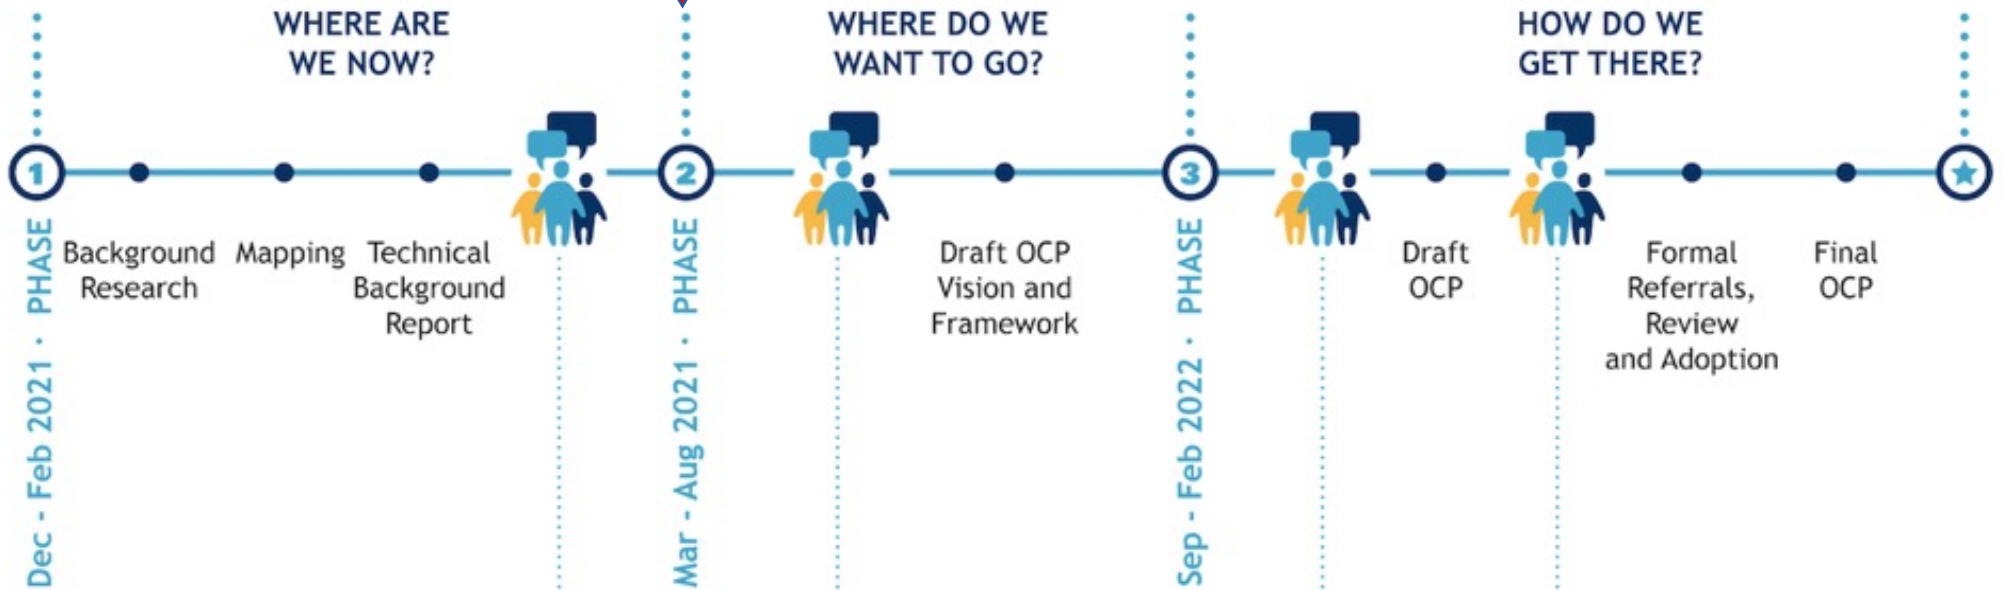 WHERE ARE
WE NOW?
WHERE DO WE
WANT TO GO?
HOW DO WE
GET THERE?
1
2
3
Dec - Feb 2021 · PHASE
Background
Research
Mapping
Technical
Background
Report
Mar - Aug 2021 · PHASE
Draft OCP
Vision and
Framework
Sep - Feb 2022 · PHASE
Draft
OCP
Formal
Referrals,
Review
and Adoption
Final
OCP